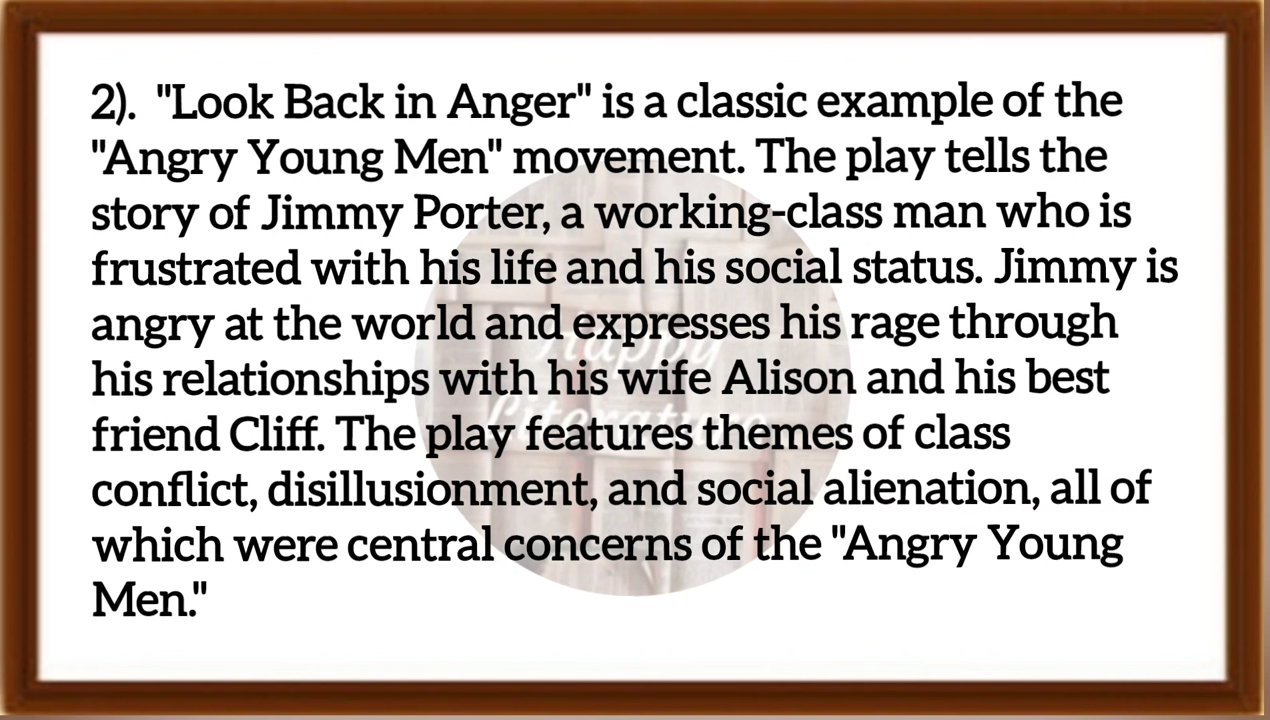 2). "Look Back in Anger" is a classic example of the
"Angry Young Men" movement. The play tells the
story of Jimmy Porter, a working-class man who is
frustrated with his life and his social status. Jimmy is
angry at the world and expresses his rage through
his relationships with his wife Alison and his best
friend Cliff. The play features themes of class
conflict, disillusionment, and social alienation, all of
which were central concerns of the "Angry Young
Men."
Happy
Literature